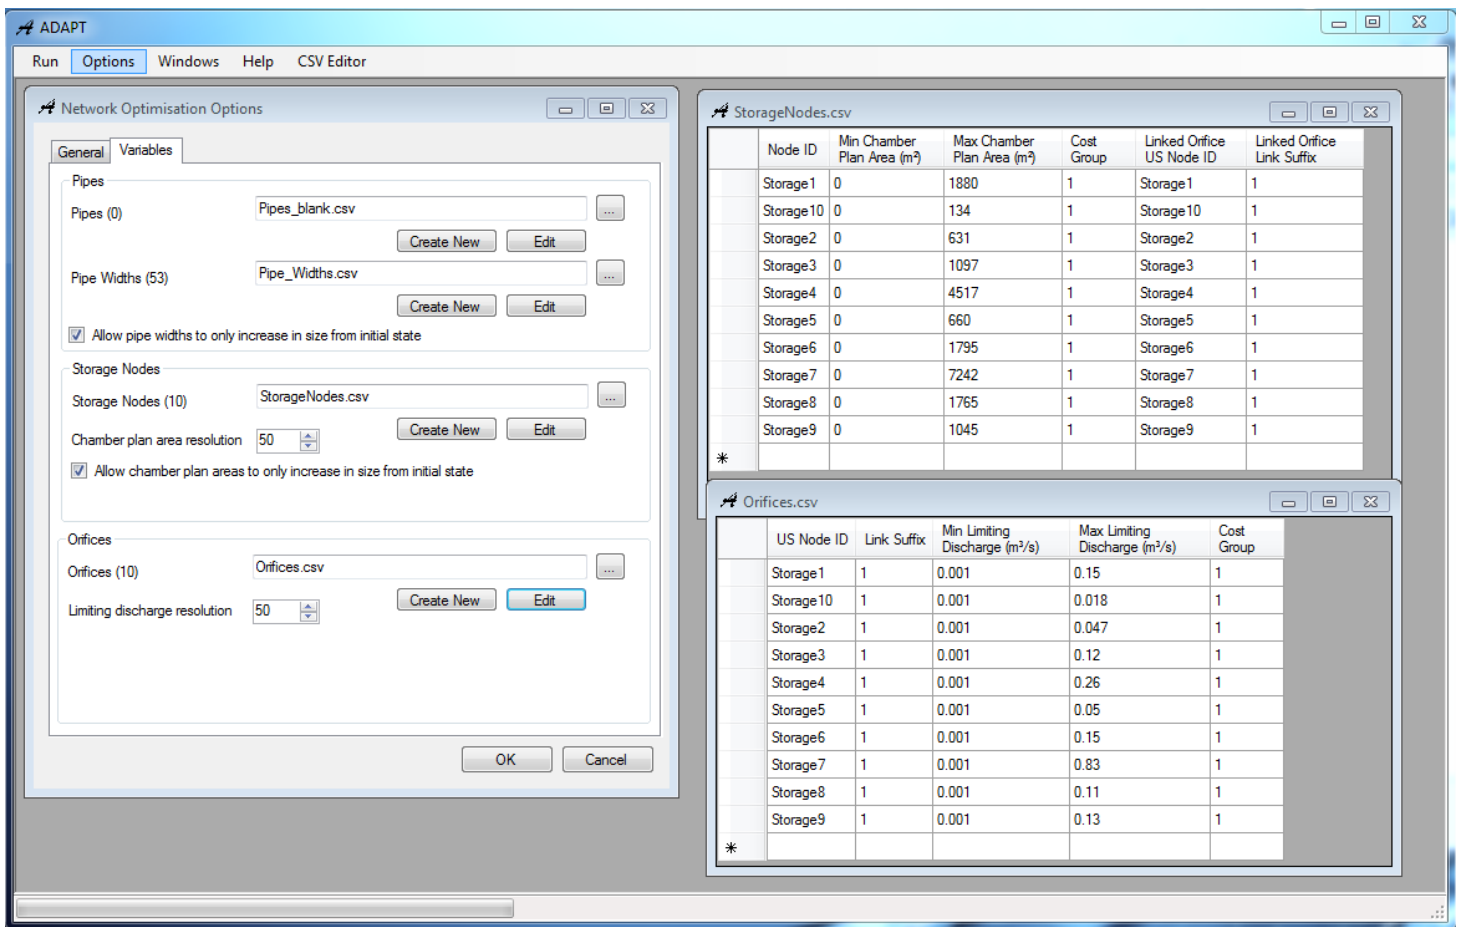 ADAPT
Run Options Windows Help CSV Editor
Network Optimisation Options
General Variables
Pipes
Pipes (0) Pipes_blank.csv ...
Create New Edit
Pipe Widths (53) Pipe_Widths.csv ...
Create New Edit
Allow pipe widths to only increase in size from initial state
Storage Nodes
Storage Nodes (10) StorageNodes.csv ...
Create New Edit
Chamber plan area resolution 50
Allow chamber plan areas to only increase in size from initial state
Orifices
Orifices (10) Orifices.csv ...
Limiting discharge resolution 50 Create New Edit
OK Cancel
StorageNodes.csv
Node ID Min Chamber Plan Area (m²) Max Chamber Plan Area (m²) Cost Group Linked Orifice US Node ID Linked Orifice Link Suffix
Storage1 0 1880 1 Storage1 1
Storage10 0 134 1 Storage10 1
Storage2 0 631 1 Storage2 1
Storage3 0 1097 1 Storage3 1
Storage4 0 4517 1 Storage4 1
Storage5 0 660 1 Storage5 1
Storage6 0 1795 1 Storage6 1
Storage7 0 7242 1 Storage7 1
Storage8 0 1765 1 Storage8 1
Storage9 0 1045 1 Storage9 1
Orifices.csv
US Node ID Link Suffix Min Limiting Discharge (m³/s) Max Limiting Discharge (m³/s) Cost Group
Storage1 1 0.001 0.15 1
Storage10 1 0.001 0.018 1
Storage2 1 0.001 0.047 1
Storage3 1 0.001 0.12 1
Storage4 1 0.001 0.26 1
Storage5 1 0.001 0.05 1
Storage6 1 0.001 0.15 1
Storage7 1 0.001 0.83 1
Storage8 1 0.001 0.11 1
Storage9 1 0.001 0.13 1